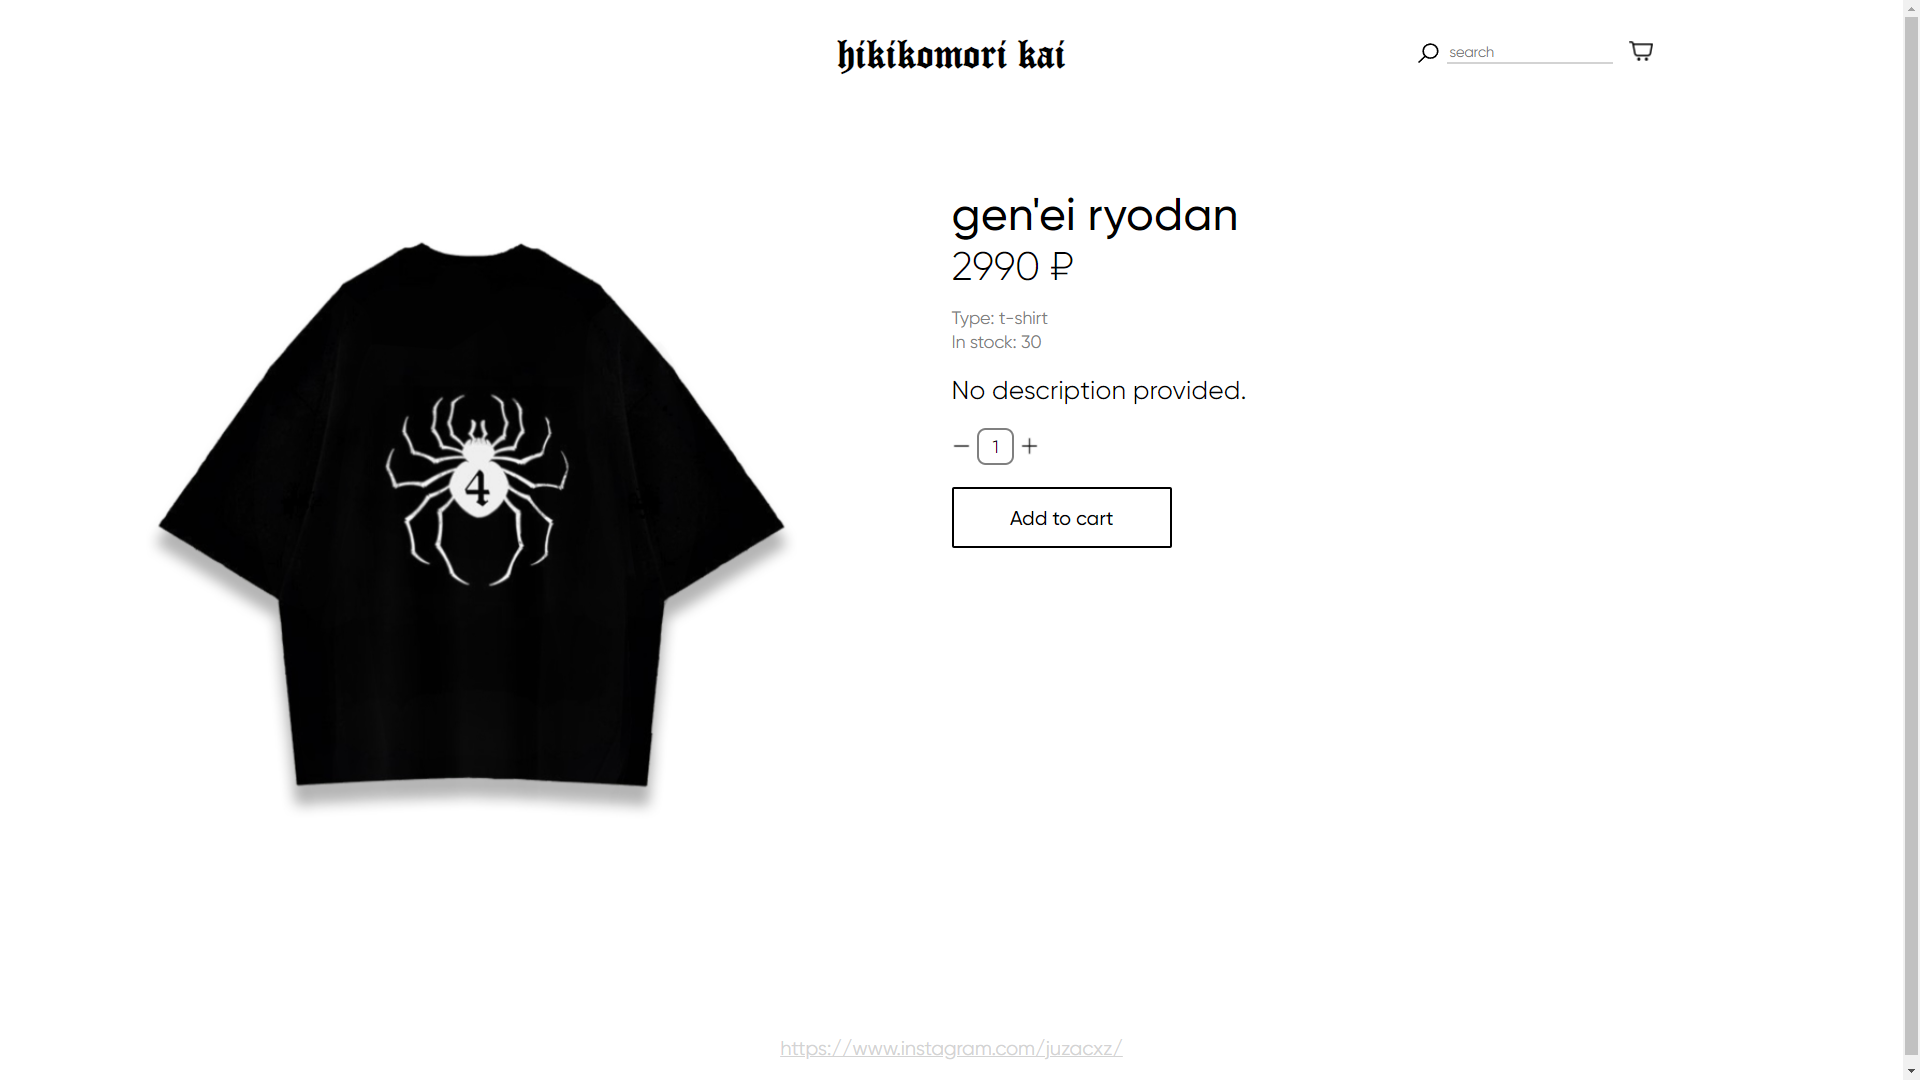 hikikomori kai
search
gen'ei ryodan
2990 ₽
Type: t-shirt
In stock: 30
No description provided.
− 1 +
Add to cart
4
https://www.instagram.com/juzacxz/